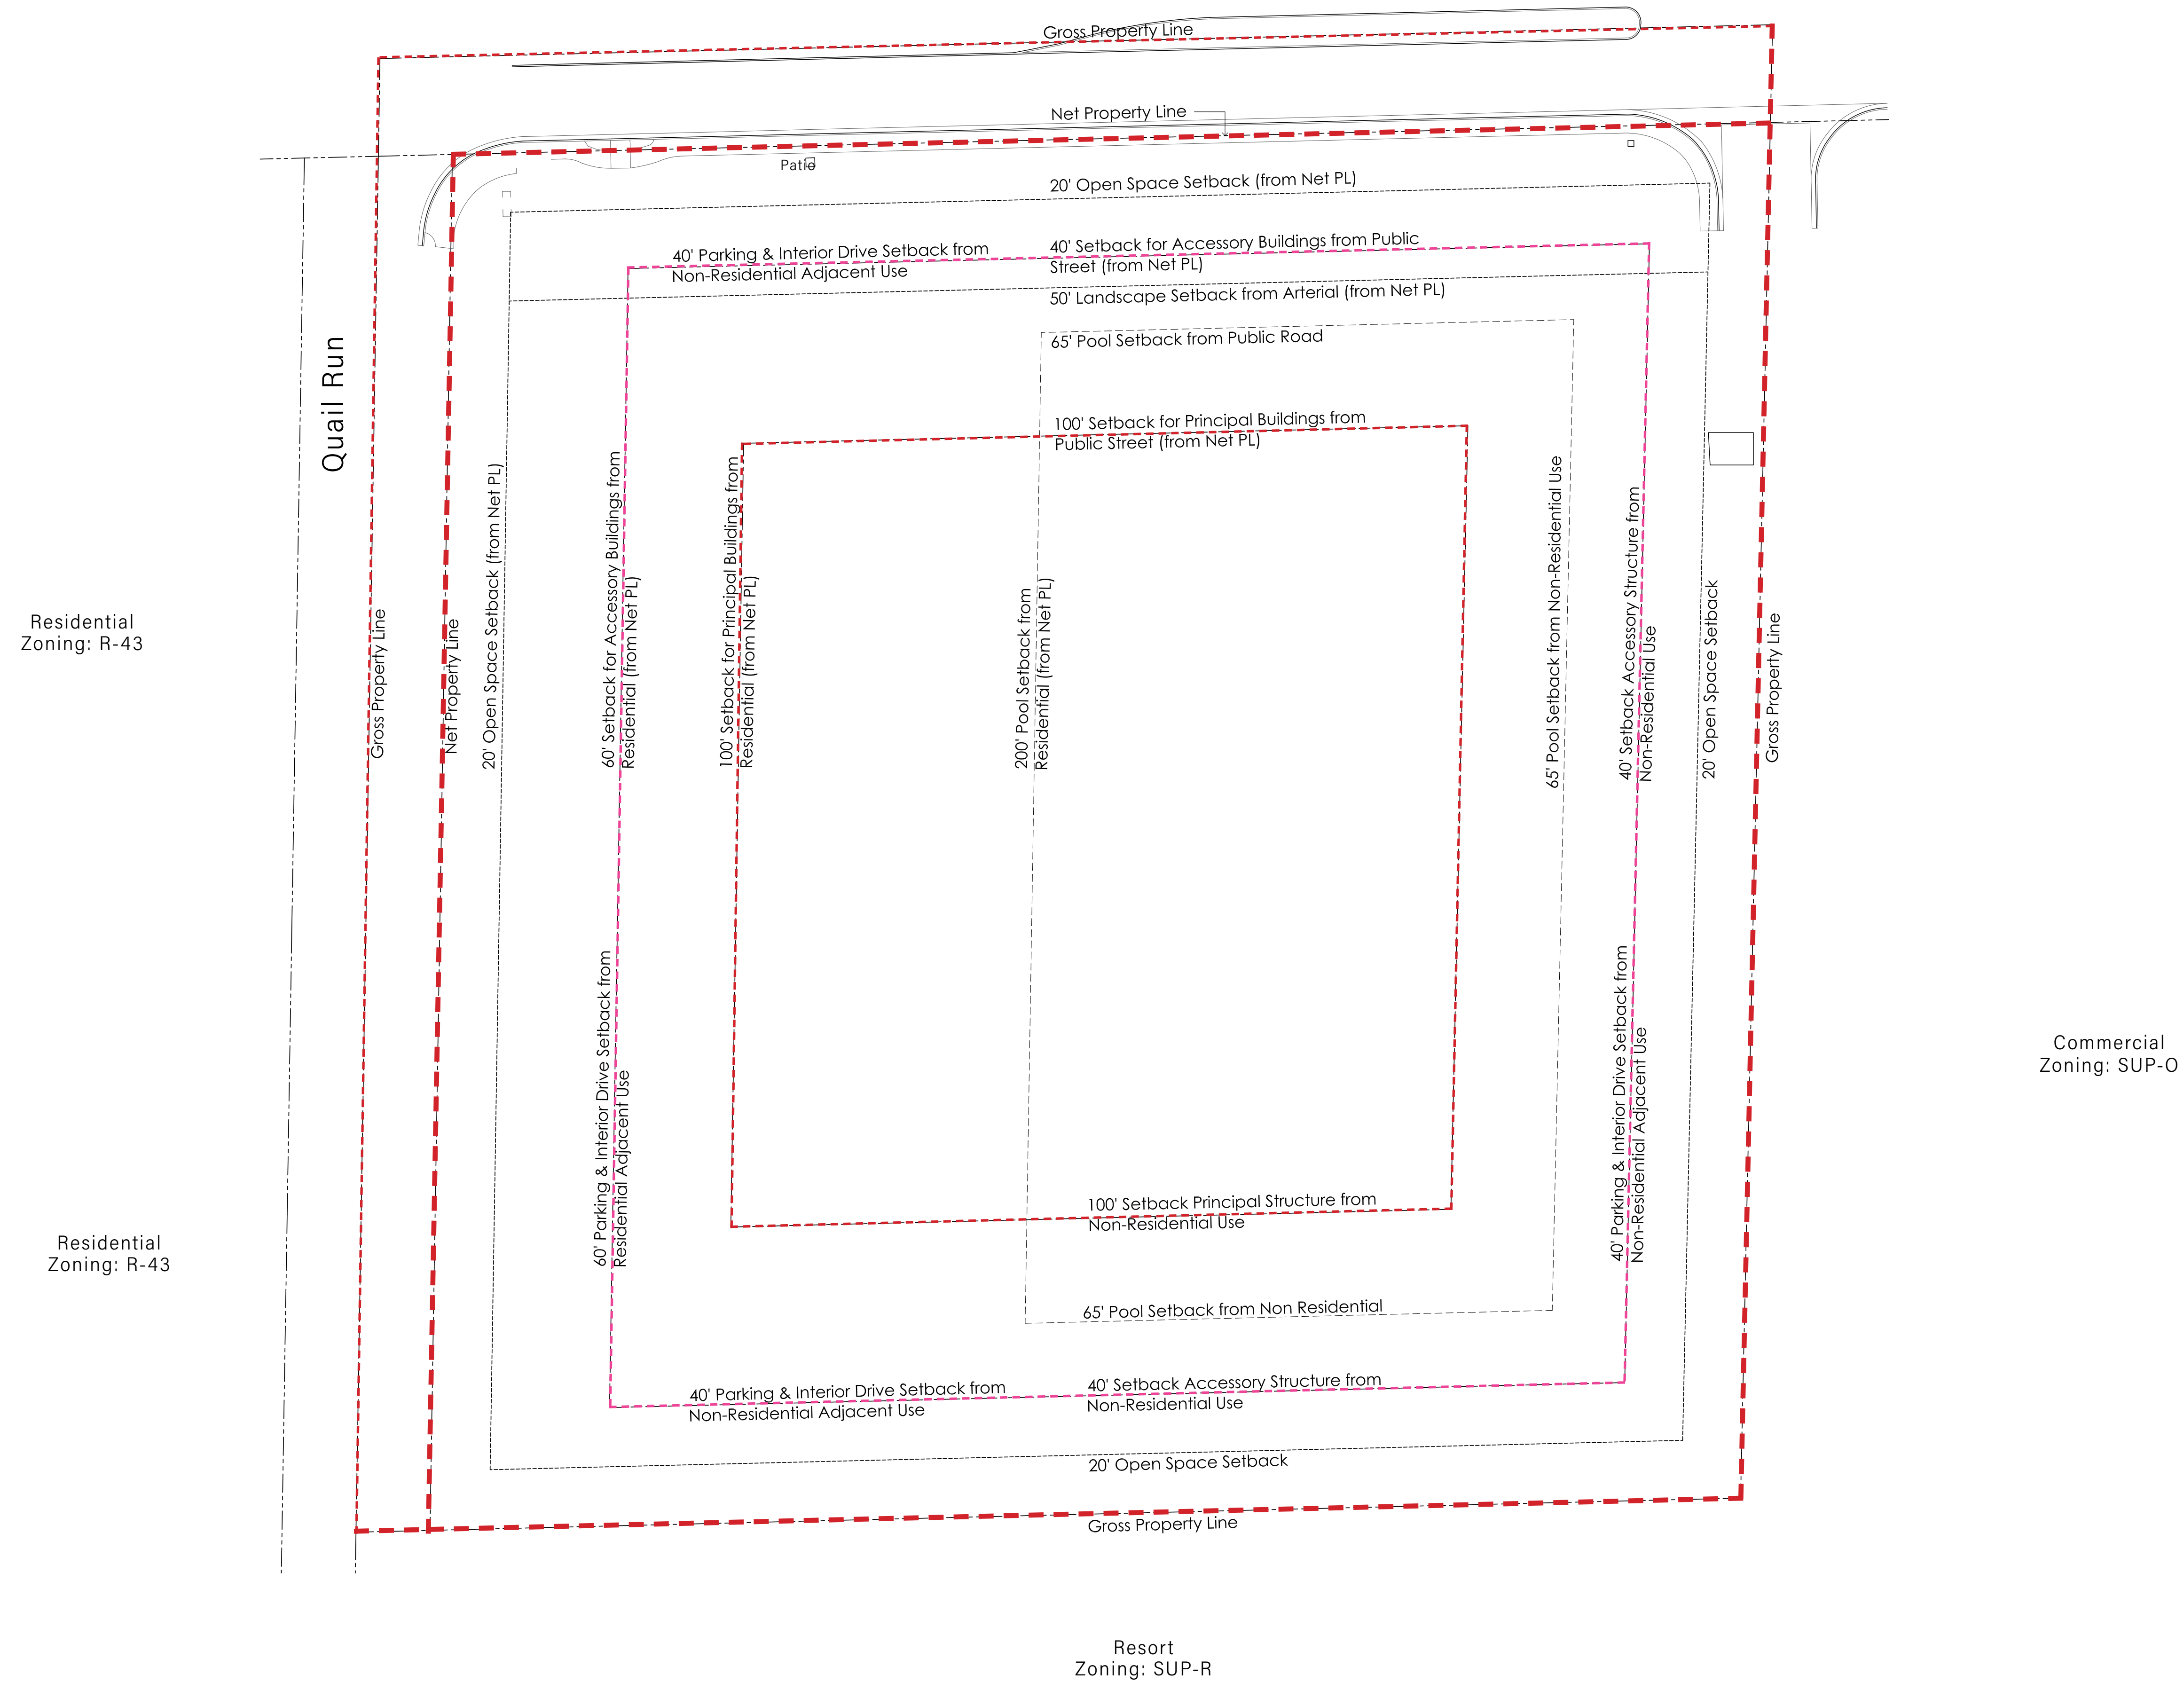 Gross Property Line
Net Property Line
Patio
20' Open Space Setback (from Net PL)
40' Parking & Interior Drive Setback from
Non-Residential Adjacent Use
40' Setback for Accessory Buildings from Public
Street (from Net PL)
50' Landscape Setback from Arterial (from Net PL)
65' Pool Setback from Public Road
100' Setback for Principal Buildings from
Public Street (from Net PL)
Quail Run
Residential
Zoning: R-43
Gross Property Line
Net Property Line
20' Open Space Setback (from Net PL)
60' Setback for Accessory Buildings from
Residential (from Net PL)
100' Setback for Principal Buildings from
Residential (from Net PL)
200' Pool Setback from
Residential (from Net PL)
65' Pool Setback from Non-Residential Use
40' Setback Accessory Structure from
Non-Residential Use
20' Open Space Setback
Gross Property Line
60' Parking & Interior Drive Setback from
Residential Adjacent Use
40' Parking & Interior Drive Setback from
Non-Residential Adjacent Use
Commercial
Zoning: SUP-O
Residential
Zoning: R-43
100' Setback Principal Structure from
Non-Residential Use
65' Pool Setback from Non Residential
40' Parking & Interior Drive Setback from
Non-Residential Adjacent Use
40' Setback Accessory Structure from
Non-Residential Use
20' Open Space Setback
Gross Property Line
Resort
Zoning: SUP-R